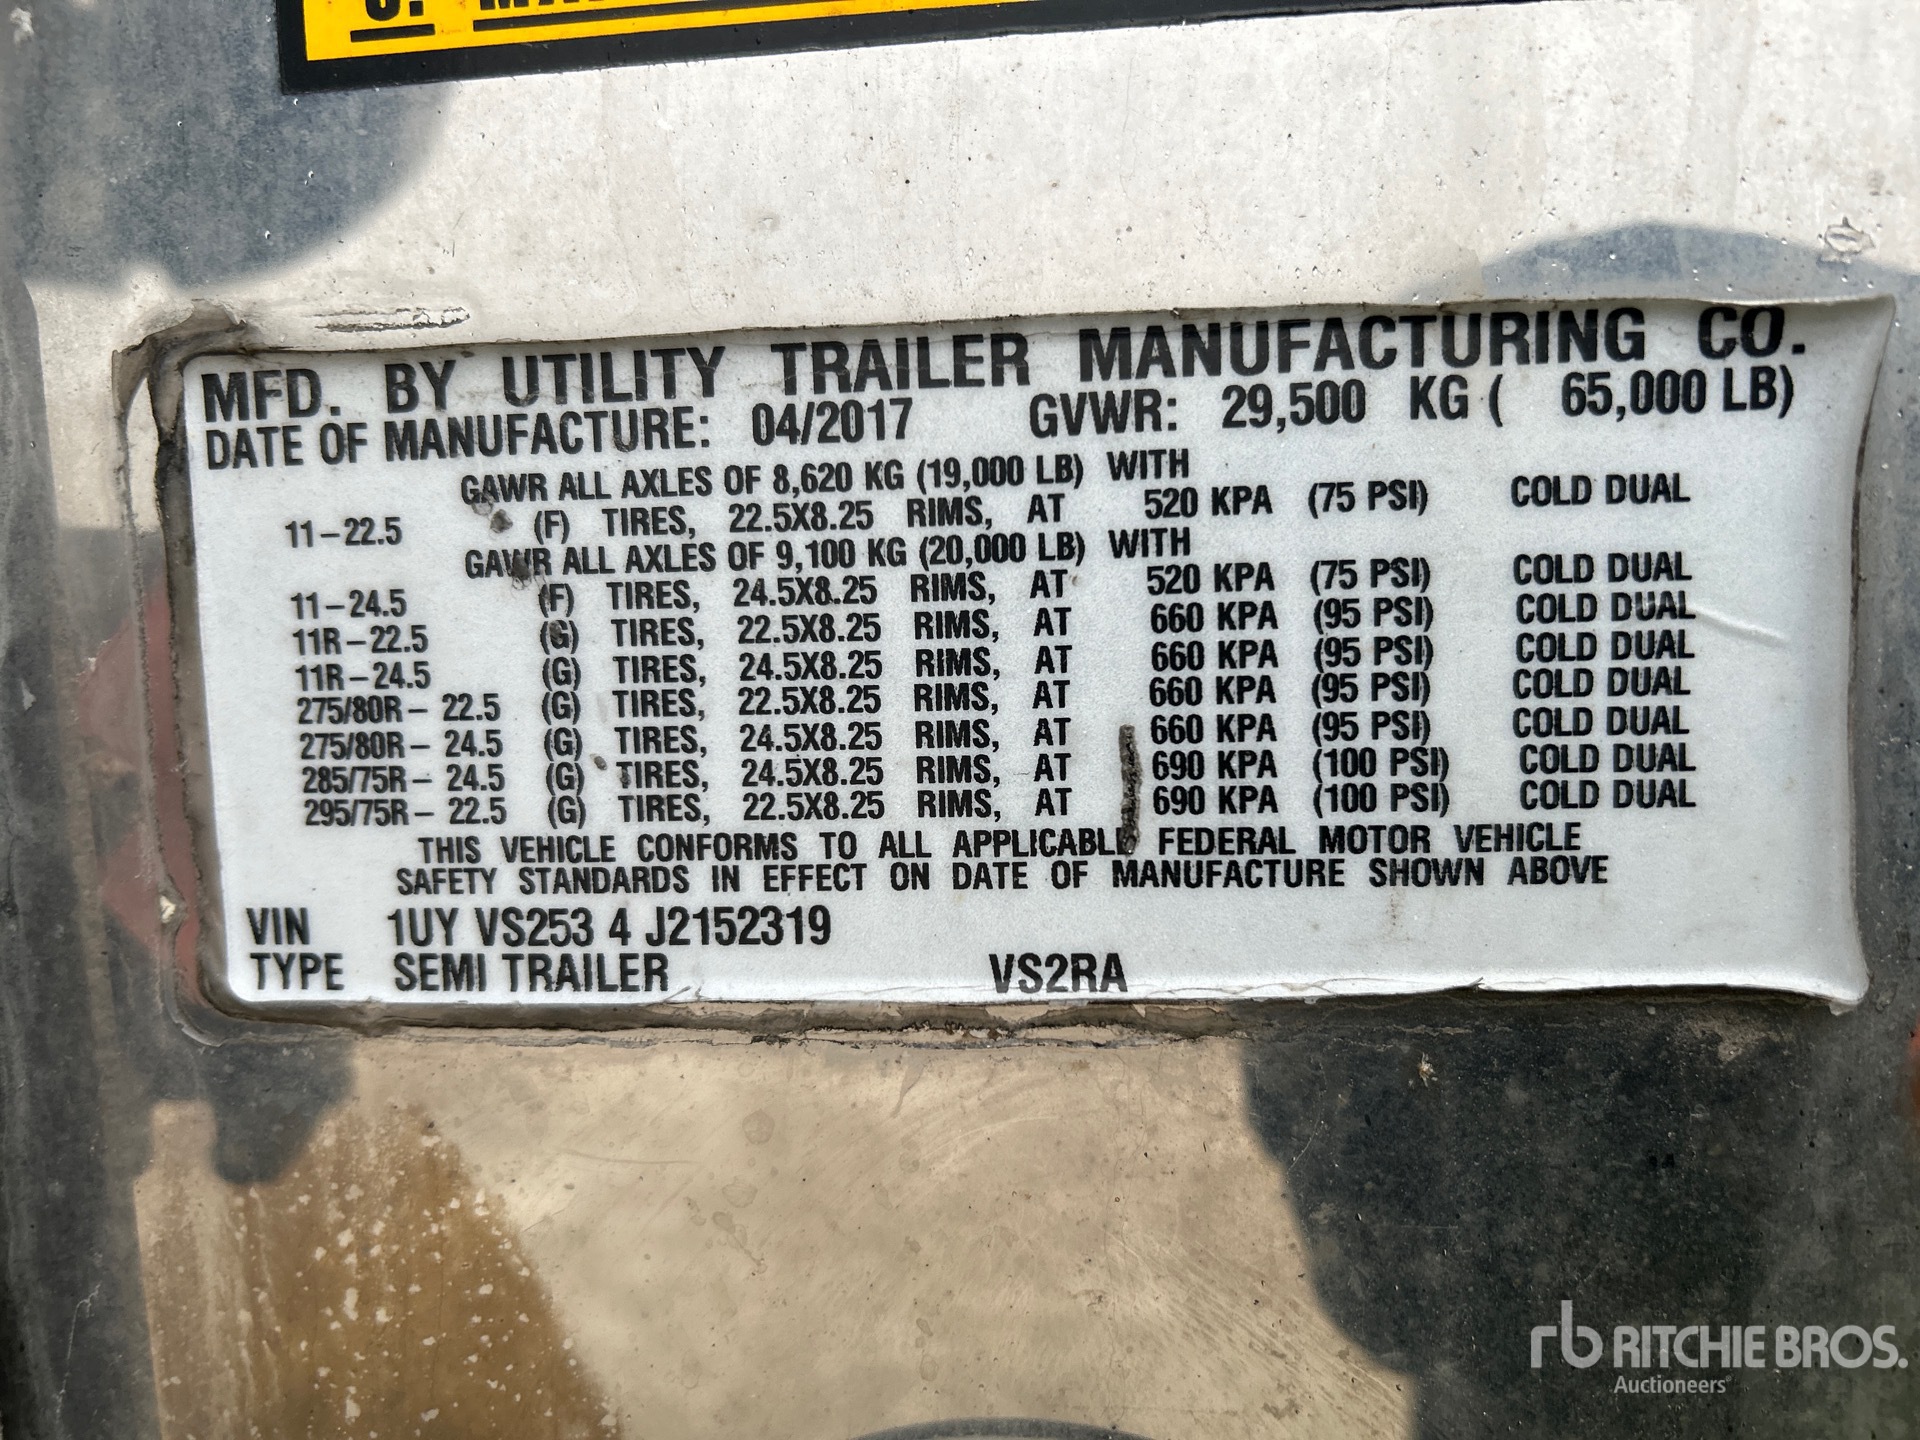 MFD. BY UTILITY TRAILER MANUFACTURING CO.
DATE OF MANUFACTURE: 04/2017 GVWR: 29,500 KG ( 65,000 LB)
GAWR ALL AXLES OF 8,620 KG (19,000 LB) WITH
11-22.5 (F) TIRES, 22.5X8.25 RIMS, AT 520 KPA (75 PSI) COLD DUAL
GAWR ALL AXLES OF 9,100 KG (20,000 LB) WITH
11-24.5 (F) TIRES, 24.5X8.25 RIMS, AT 520 KPA (75 PSI) COLD DUAL
11R-22.5 (G) TIRES, 22.5X8.25 RIMS, AT 660 KPA (95 PSI) COLD DUAL
11R-24.5 (G) TIRES, 24.5X8.25 RIMS, AT 660 KPA (95 PSI) COLD DUAL
275/80R- 22.5 (G) TIRES, 22.5X8.25 RIMS, AT 660 KPA (95 PSI) COLD DUAL
275/80R- 24.5 (G) TIRES, 24.5X8.25 RIMS, AT 660 KPA (95 PSI) COLD DUAL
285/75R- 24.5 (G) TIRES, 24.5X8.25 RIMS, AT 690 KPA (100 PSI) COLD DUAL
295/75R- 22.5 (G) TIRES, 22.5X8.25 RIMS, AT 690 KPA (100 PSI) COLD DUAL
THIS VEHICLE CONFORMS TO ALL APPLICABLE FEDERAL MOTOR VEHICLE
SAFETY STANDARDS IN EFFECT ON DATE OF MANUFACTURE SHOWN ABOVE
VIN 1UY VS253 4 J2152319
TYPE SEMI TRAILER VS2RA
rb RITCHIE BROS.
Auctioneers